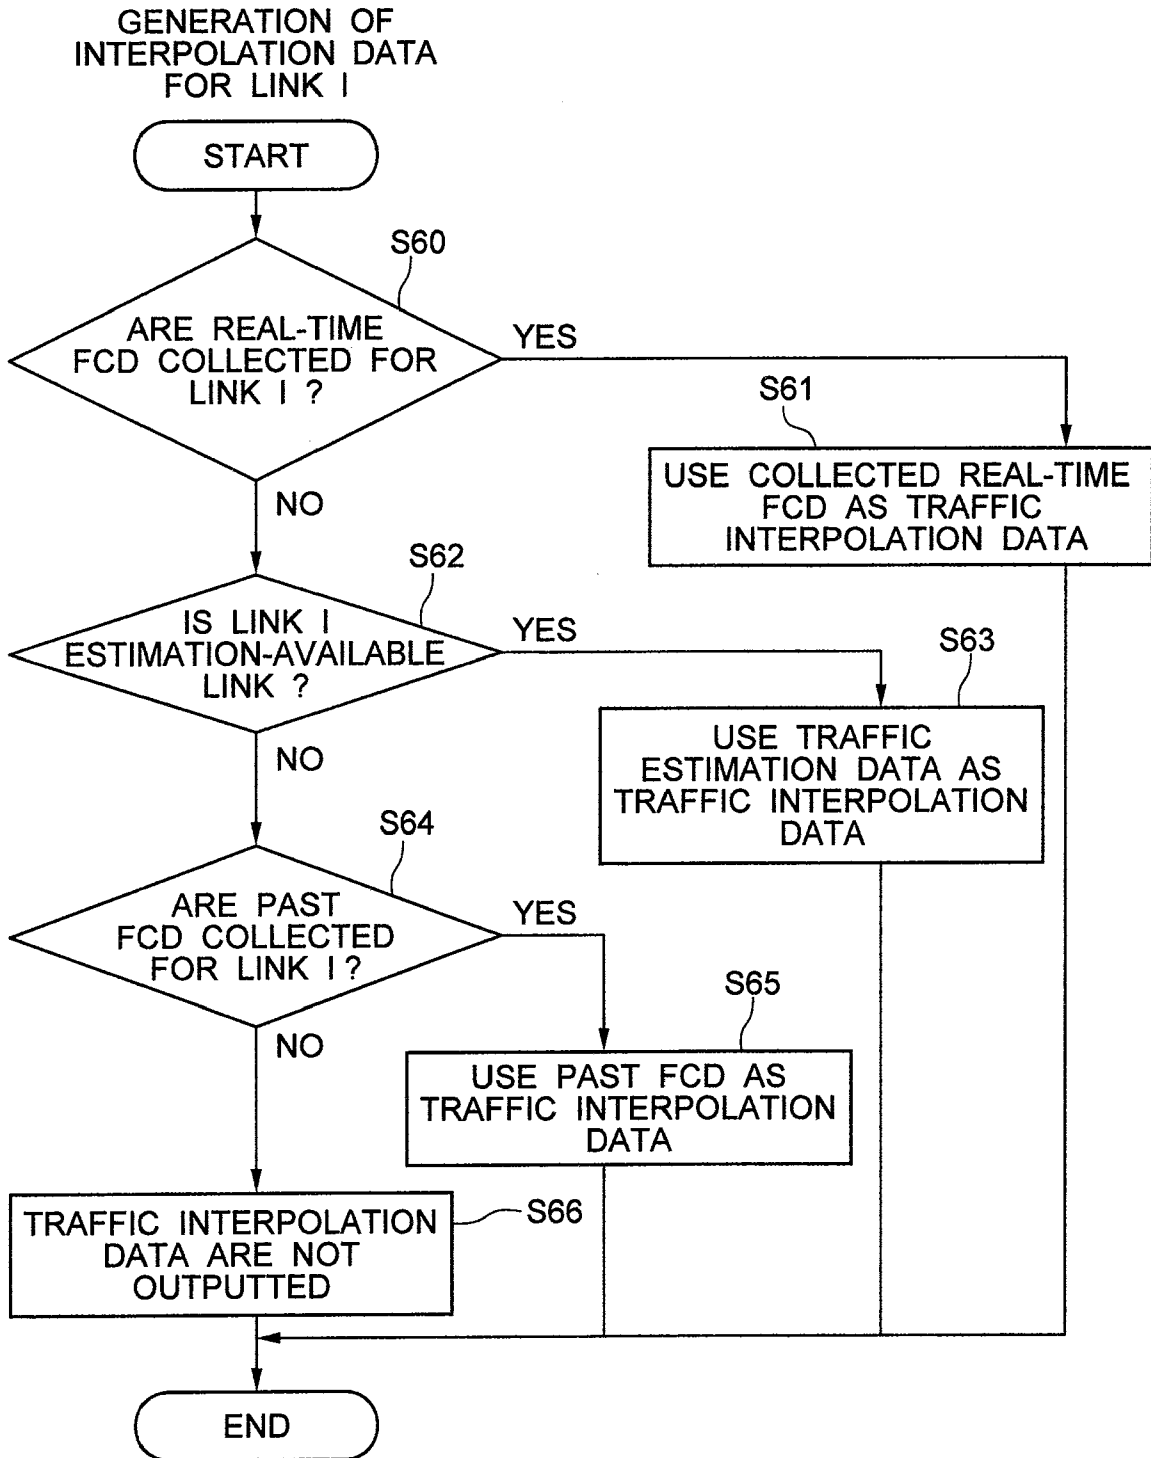 GENERATION OF
INTERPOLATION DATA
FOR LINK I
START
S60
ARE REAL-TIME
FCD COLLECTED FOR
LINK I ?
YES
S61
USE COLLECTED REAL-TIME
FCD AS TRAFFIC
INTERPOLATION DATA
NO
S62
IS LINK I
ESTIMATION-AVAILABLE
LINK ?
YES
S63
USE TRAFFIC
ESTIMATION DATA AS
TRAFFIC INTERPOLATION
DATA
NO
S64
ARE PAST
FCD COLLECTED
FOR LINK I ?
YES
S65
USE PAST FCD AS
TRAFFIC INTERPOLATION
DATA
NO
TRAFFIC INTERPOLATION
DATA ARE NOT
OUTPUTTED
S66
END